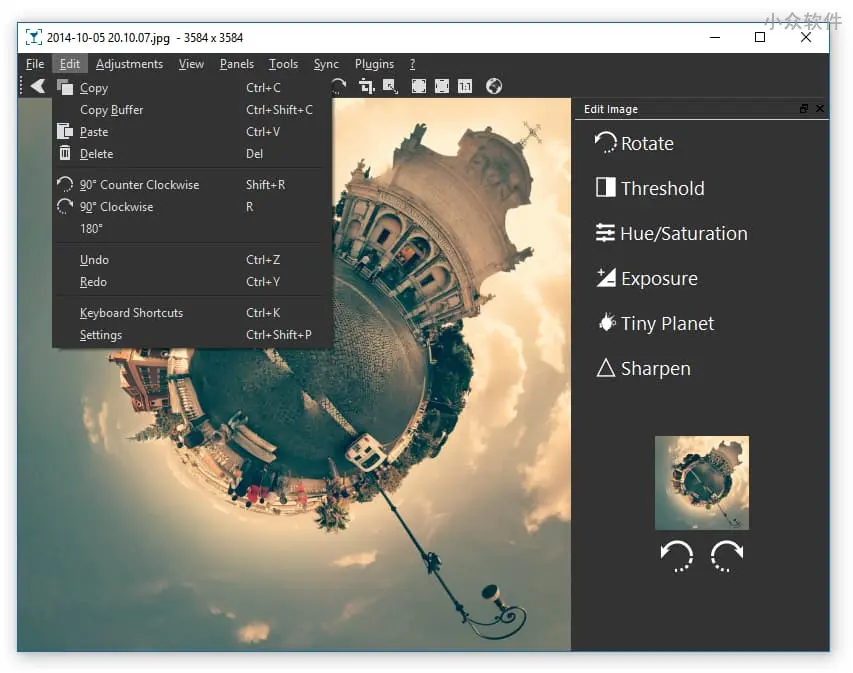 小众软件
2014-10-05 20.10.07.jpg - 3584 x 3584
File Edit Adjustments View Panels Tools Sync Plugins ?
Copy Ctrl+C
Copy Buffer Ctrl+Shift+C
Paste Ctrl+V
Delete Del
90° Counter Clockwise Shift+R
90° Clockwise R
180°
Undo Ctrl+Z
Redo Ctrl+Y
Keyboard Shortcuts Ctrl+K
Settings Ctrl+Shift+P
1:1
Edit Image
Rotate
Threshold
Hue/Saturation
Exposure
Tiny Planet
Sharpen